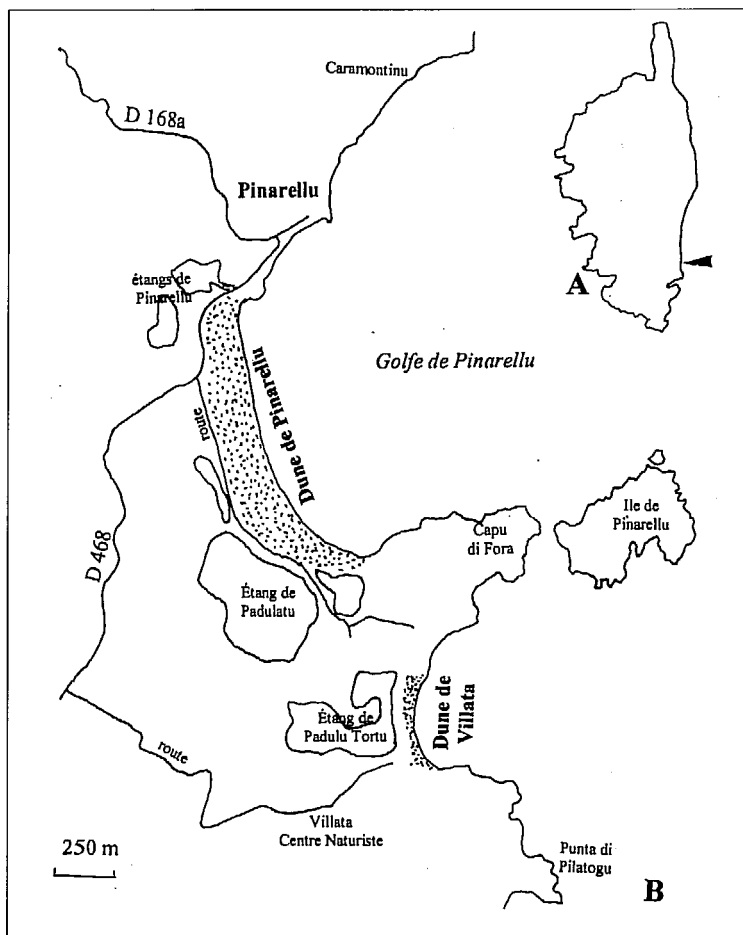 Caramontinu
D 168a
Pinarellu
A
étangs de
Pinarellu
Golfe de Pinarellu
Dune de Pinarellu
route
Capu
di Fora
Ile de
Pinarellu
D 468
Étang de
Padulatu
Étang de
Padulu Tortu
Dune de
Villata
route
Villata
Centre Naturiste
250 m
Punta di
Pilatogu
B